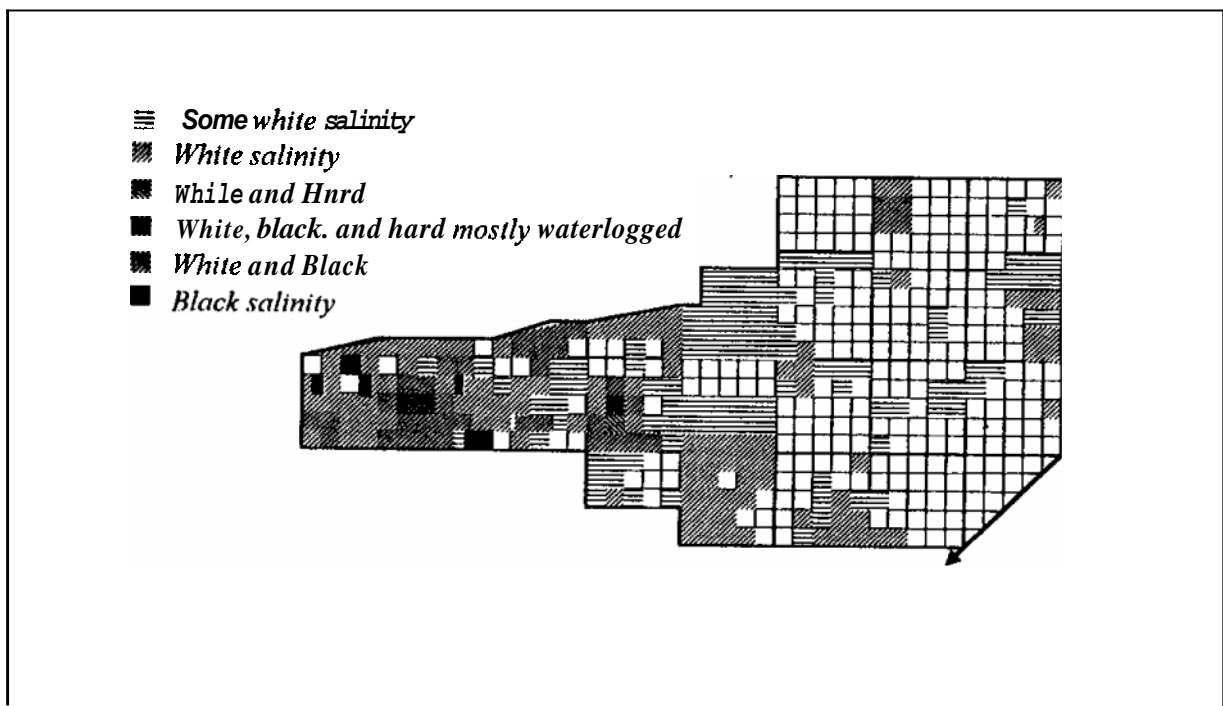 Some white salinity
White salinity
While and Hnrd
White, black. and hard mostly waterlogged
White and Black
Black salinity